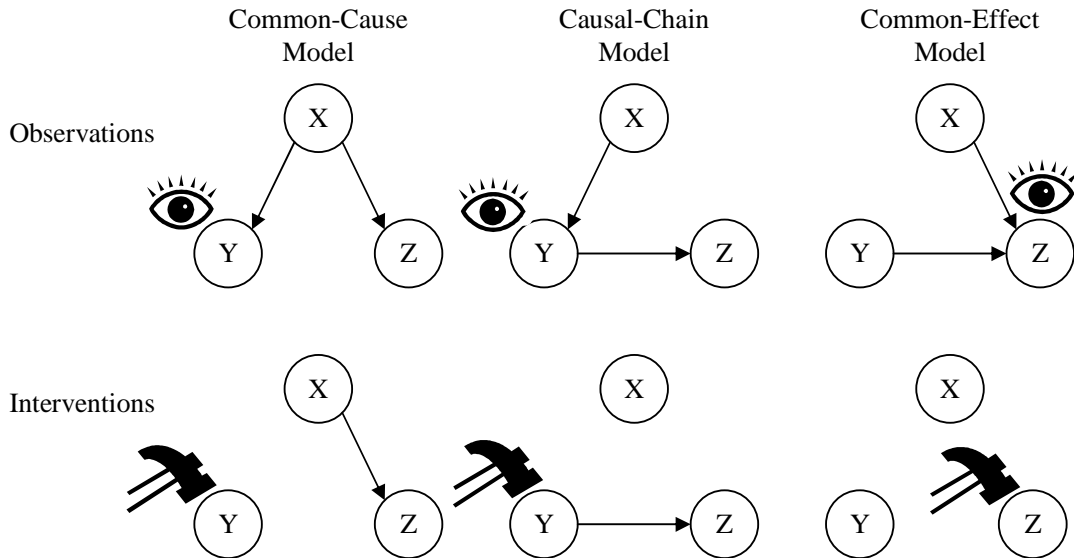 Common-Cause
Model
Causal-Chain
Model
Common-Effect
Model
Observations
X
X
X
Y
Z
Y
Z
Y
Z
Interventions
X
X
X
Y
Z
Y
Z
Y
Z